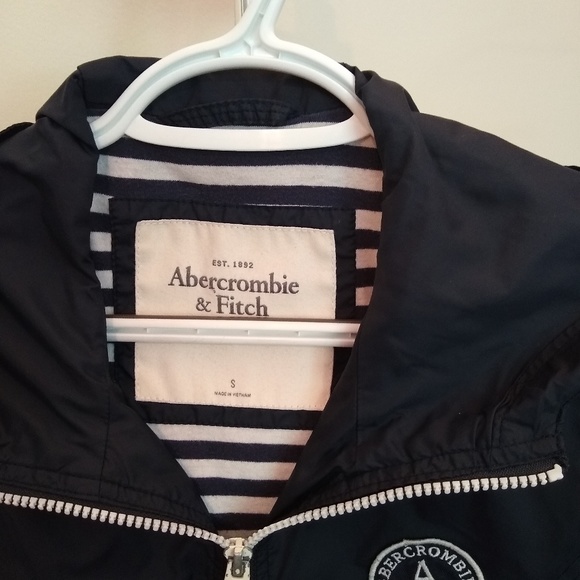 EST. 1892
Abercrombie
& Fitch
S
MADE IN VIETNAM
ABERCROMBIE
A